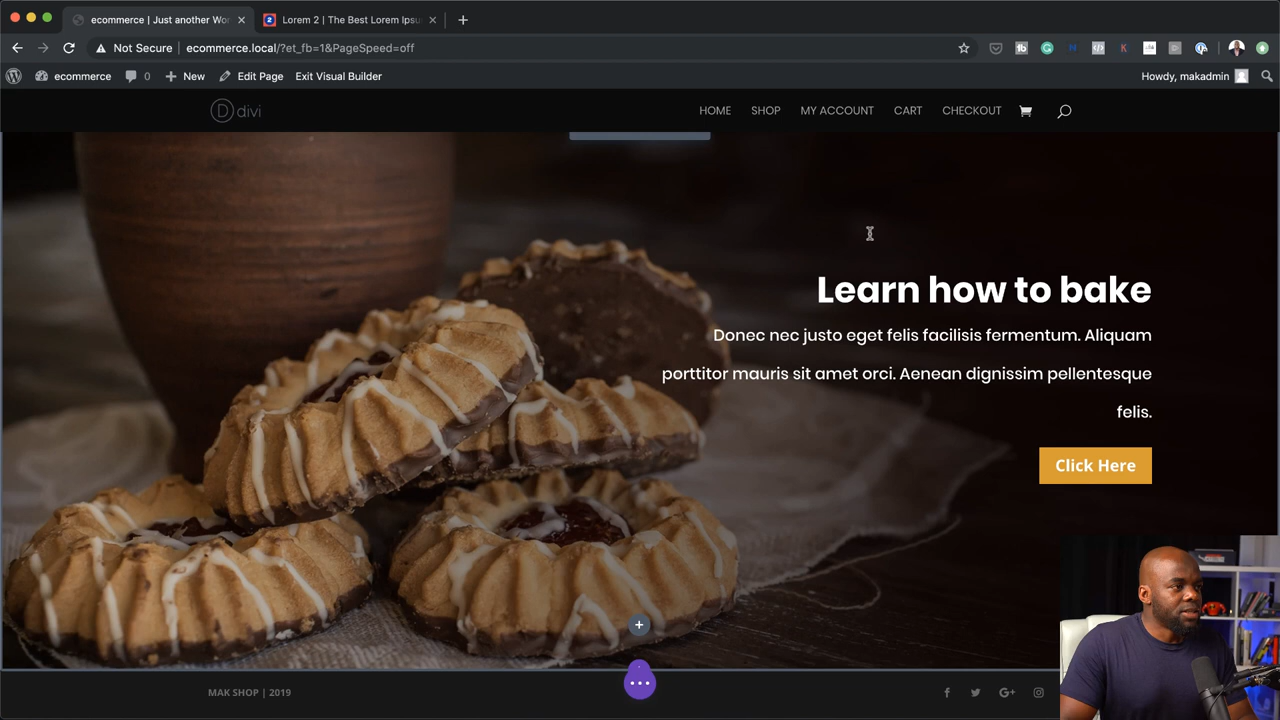 ecommerce | Just another Wor
Lorem 2 | The Best Lorem Ipsu
Not Secure
ecommerce.local/?et_fb=1&PageSpeed=off
ecommerce
0
New
Edit Page
Exit Visual Builder
Howdy, makadmin
D divi
HOME
SHOP
MY ACCOUNT
CART
CHECKOUT
Learn how to bake
Donec nec justo eget felis facilisis fermentum. Aliquam
porttitor mauris sit amet orci. Aenean dignissim pellentesque
felis.
Click Here
MAK SHOP | 2019